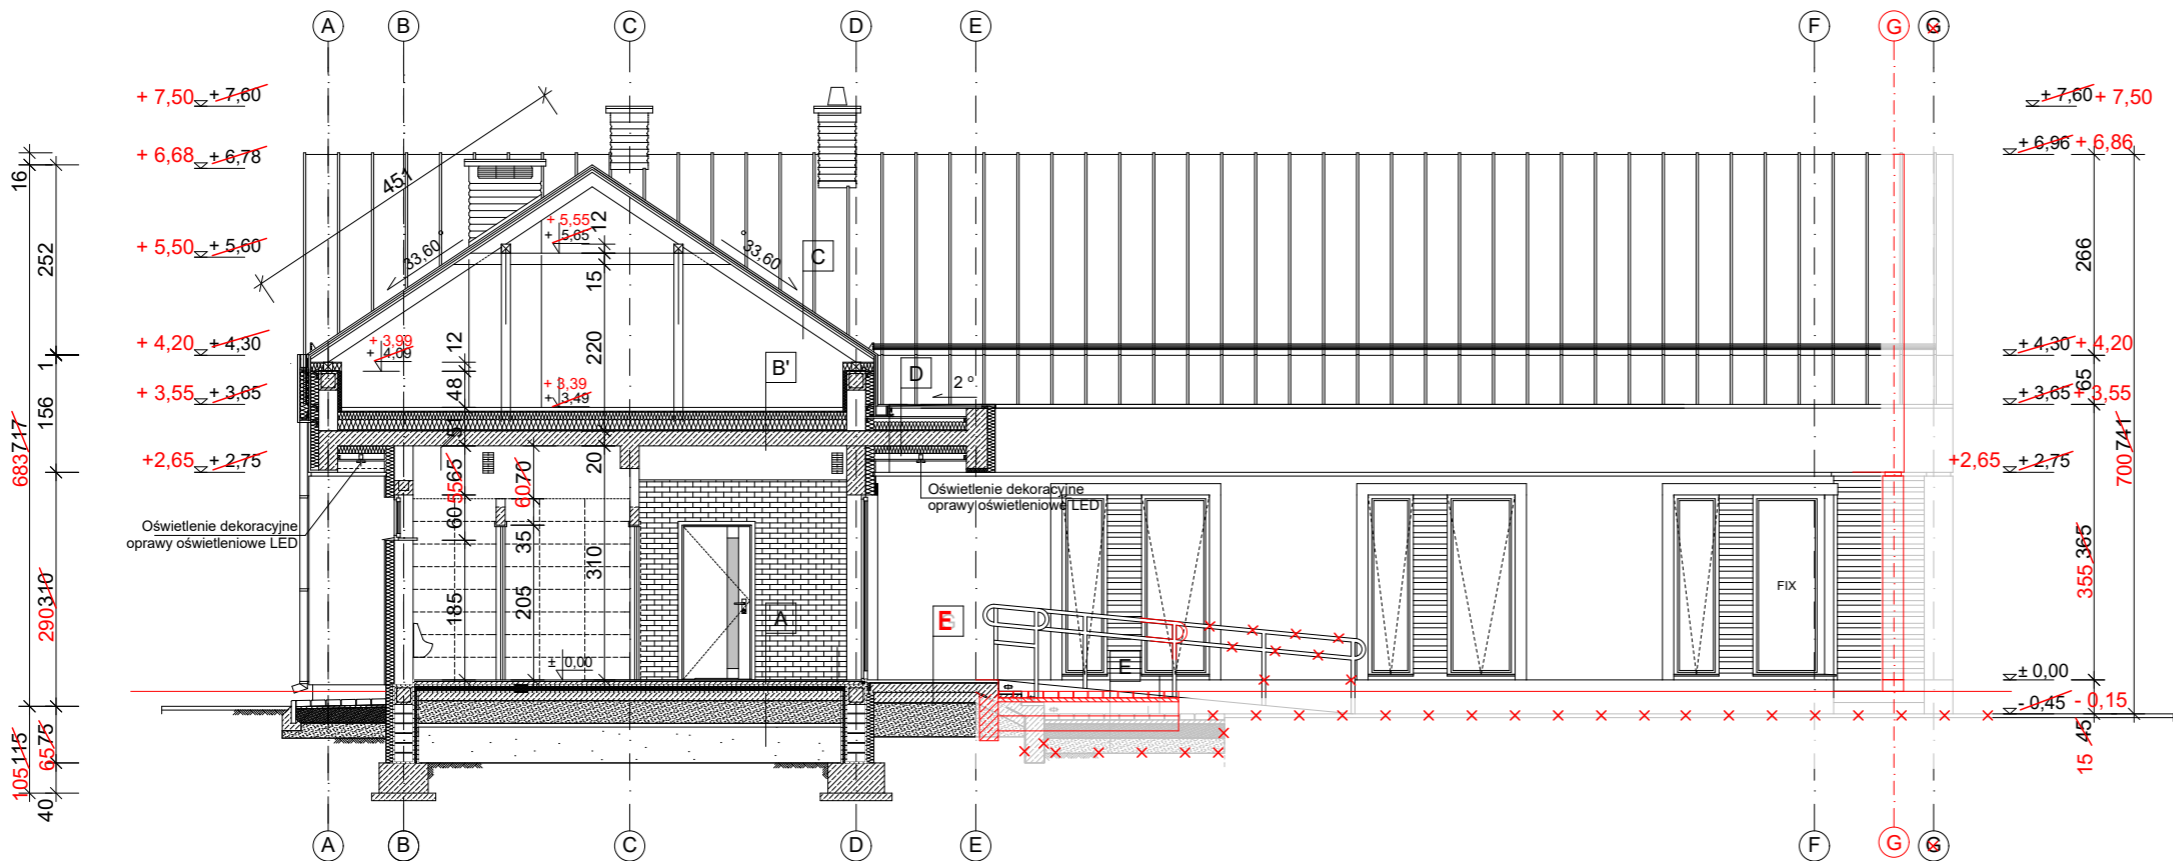 A B C D E F G G
+ 7,50 + 7,60
+ 7,60 + 7,50
+ 6,68 + 6,78
+ 6,96 + 6,86
16
451
+ 5,55
+ 5,65
12
33,60 °
° 33,60
C
+ 5,50 + 5,60
252
15
266
+ 4,20 + 4,30
+ 3,99
+ 4,09
12
220
B'
D
2 °
+ 4,30 + 4,20
1
+ 3,55 + 3,65
48
+ 3,39
+ 3,49
65
+ 3,65 + 3,55
156
683 717
5
20
700 741
+2,65 + 2,75
55 65
60 70
+2,65 + 2,75
Oświetlenie dekoracyjne
oprawy oświetleniowe LED
Oświetlenie dekoracyjne
oprawy oświetleniowe LED
60
35
310
355 365
290 310
185
205
A
E
E
FIX
± 0,00
± 0,00
- 0,45 - 0,15
105 115
65 75
15 45
40
A B C D E F G G